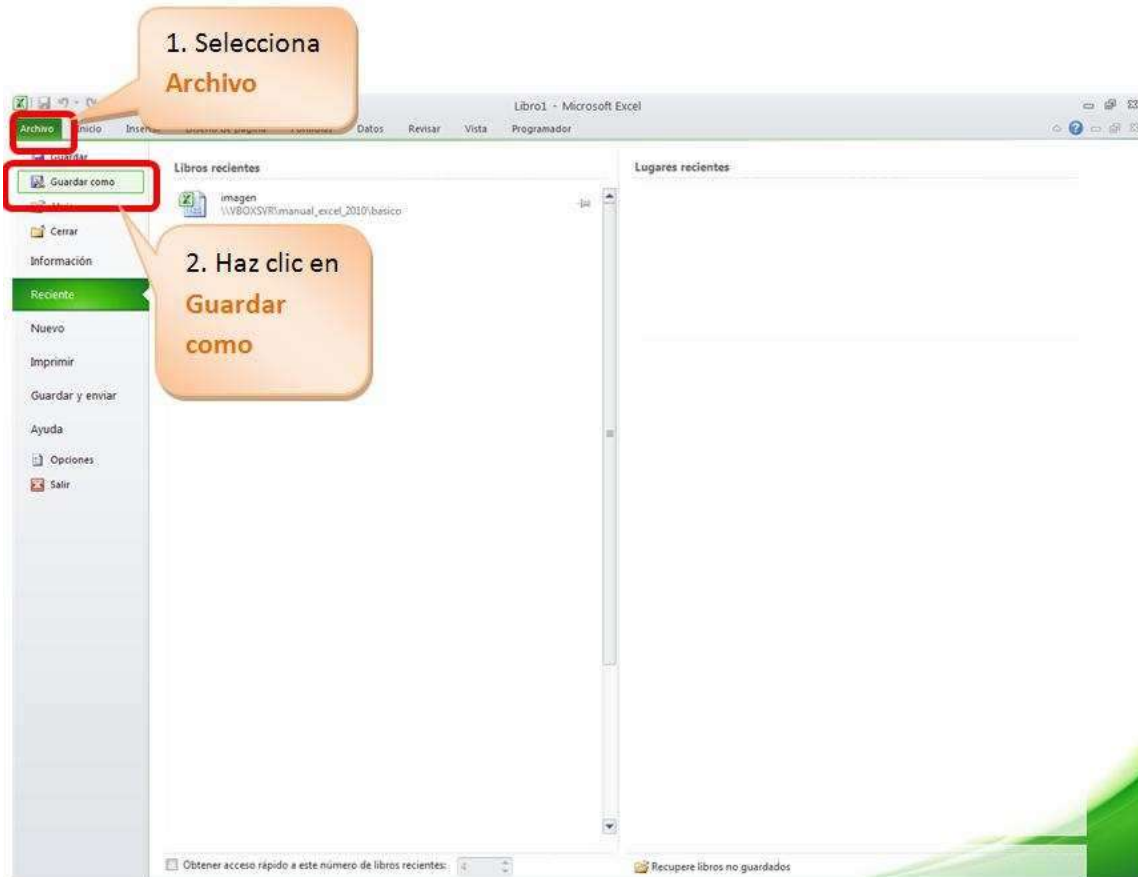 1. Selecciona
Archivo
Libro1 - Microsoft Excel
Archivo Inicio Datos Revisar Vista Programador
Guardar
Guardar como
Cerrar
Información
Reciente
Nuevo
Imprimir
Guardar y enviar
Ayuda
Opciones
Salir
2. Haz clic en
Guardar
como
Libros recientes
imagen
\\VBOXSVR\manual_excel_2010\basico
Lugares recientes
Obtener acceso rápido a este número de libros recientes: 4
Recupere libros no guardados